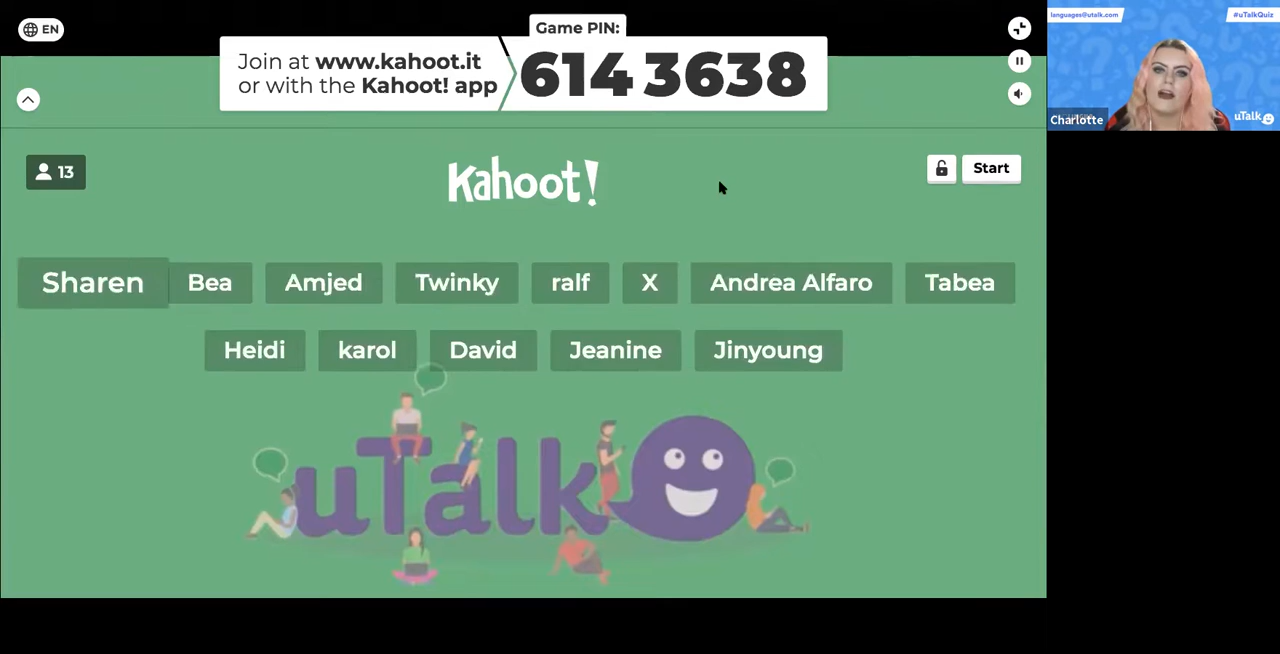 EN
Game PIN:
Join at www.kahoot.it
or with the Kahoot! app
614 3638
languages@utalk.com
#uTalkQuiz
Charlotte
uTalk
13
Kahoot!
Start
Sharen Bea Amjed Twinky ralf X Andrea Alfaro Tabea
Heidi karol David Jeanine Jinyoung
uTalk